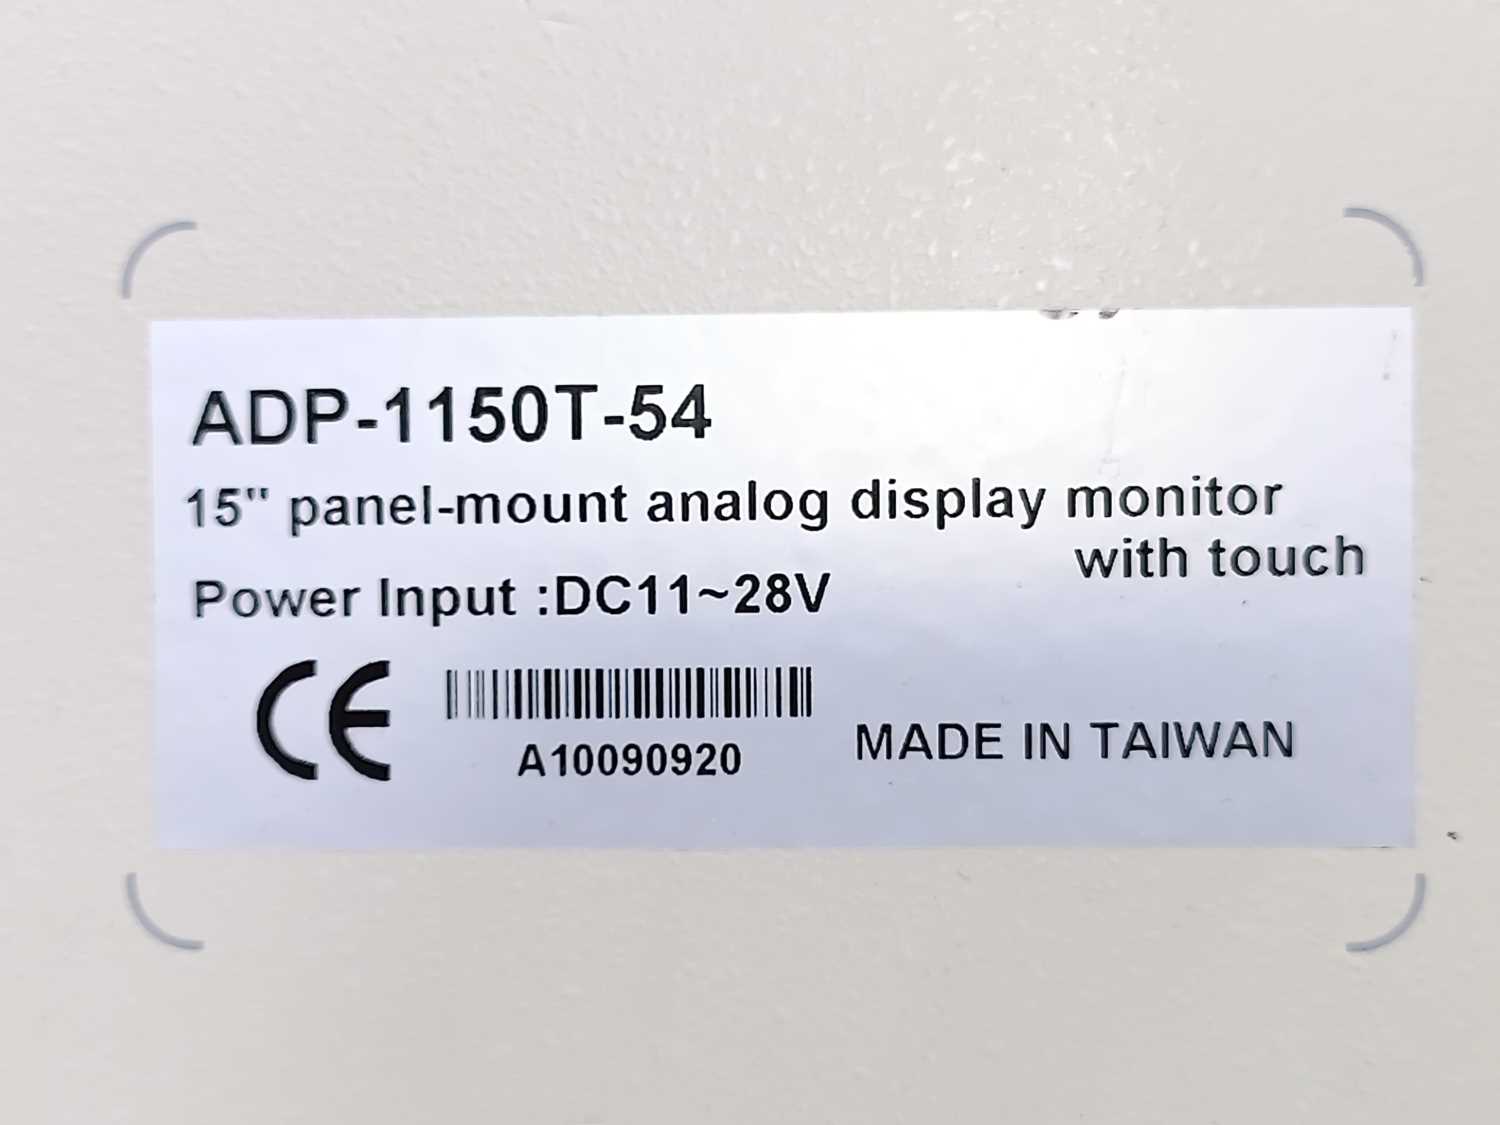 ADP-1150T-54
15" panel-mount analog display monitor
with touch
Power Input :DC11~28V
CE
A10090920
MADE IN TAIWAN